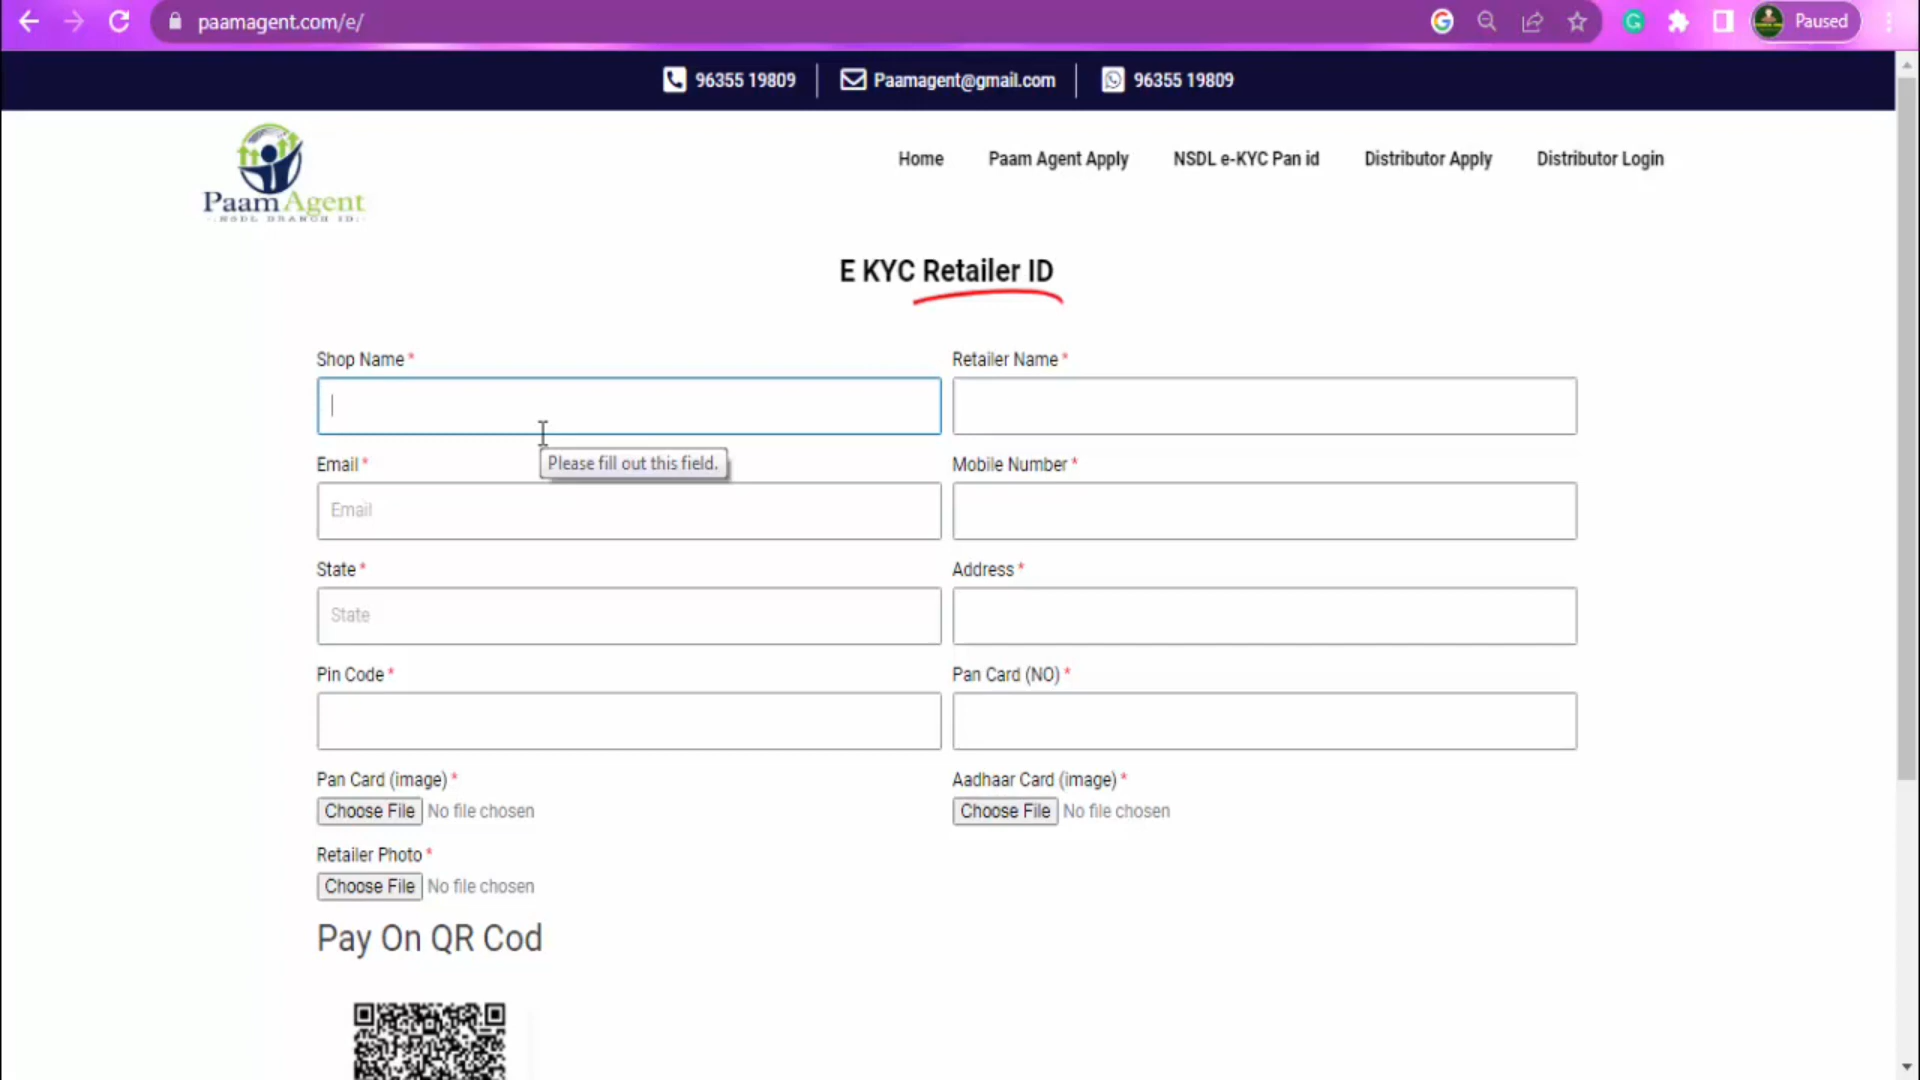 paamagent.com/e/
Paused
96355 19809
Paamagent@gmail.com
96355 19809
Paam Agent
NSDL BRANCH ID
Home
Paam Agent Apply
NSDL e-KYC Pan id
Distributor Apply
Distributor Login
E KYC Retailer ID
Shop Name *
Retailer Name *
Please fill out this field.
Email *
Mobile Number *
Email
State *
Address *
State
Pin Code *
Pan Card (NO) *
Pan Card (image) *
Aadhaar Card (image) *
Choose File No file chosen
Choose File No file chosen
Retailer Photo *
Choose File No file chosen
Pay On QR Cod